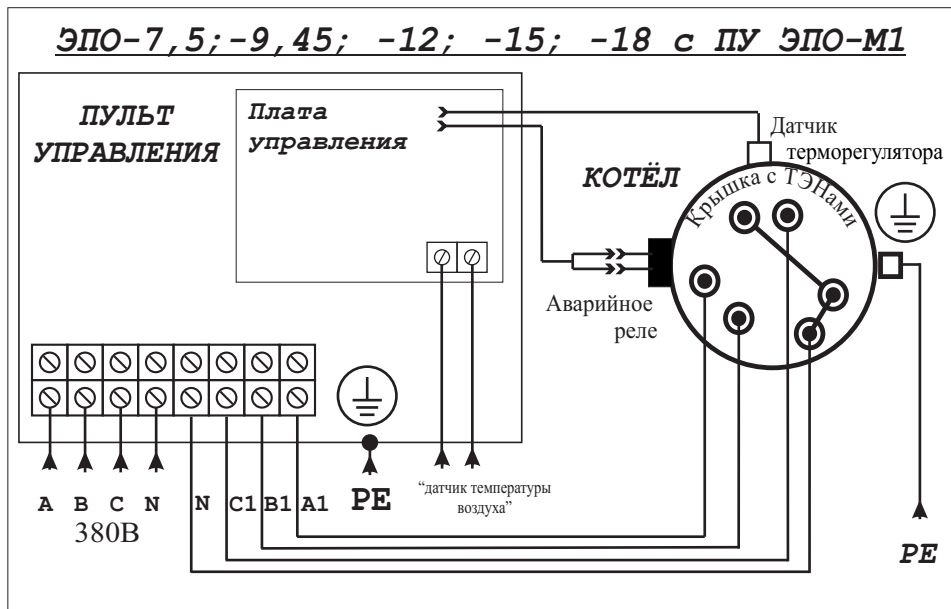 ЭПО-7,5;-9,45; -12; -15; -18 с ПУ ЭПО-М1
ПУЛЬТ
УПРАВЛЕНИЯ
Плата
управления
Датчик
терморегулятора
КОТЁЛ
Крышка с ТЭНами
Аварийное
реле
A B C N N C1 B1 A1 PE
380В
“датчик температуры
воздуха”
PE